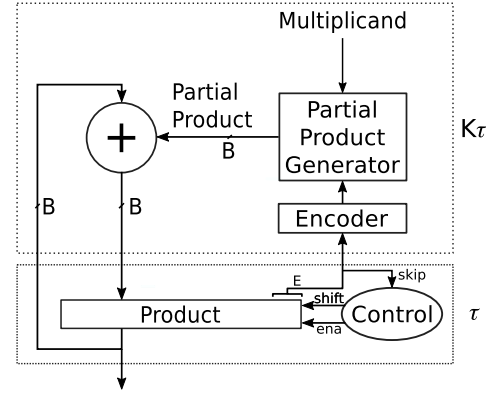 Multiplicand
Partial
Product
B
Partial
Product
Generator
Kτ
+
B
B
Encoder
E
skip
shift
ena
Product
Control
τ